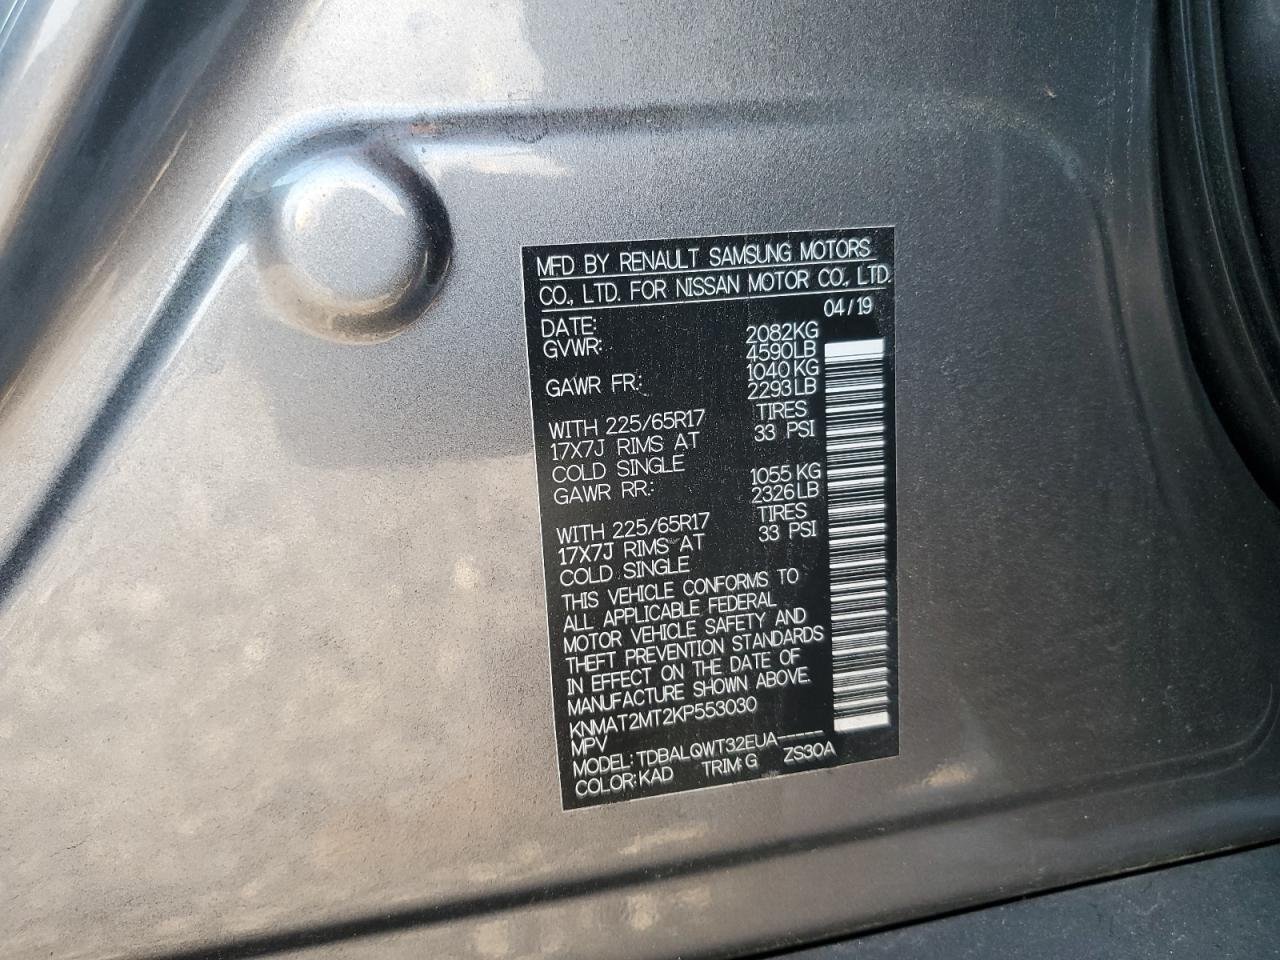 MFD BY RENAULT SAMSUNG MOTORS
CO., LTD. FOR NISSAN MOTOR CO., LTD.
DATE: 04/19
GVWR: 2082KG
4590LB
GAWR FR: 1040KG
2293LB
WITH 225/65R17 TIRES
17X7J RIMS AT 33 PSI
COLD SINGLE
GAWR RR: 1055KG
2326LB
WITH 225/65R17 TIRES
17X7J RIMS AT 33 PSI
COLD SINGLE
THIS VEHICLE CONFORMS TO
ALL APPLICABLE FEDERAL
MOTOR VEHICLE SAFETY AND
THEFT PREVENTION STANDARDS
IN EFFECT ON THE DATE OF
MANUFACTURE SHOWN ABOVE.
KNMAT2MT2KP553030
MPV
MODEL: TDBALQWT32EUA-----
COLOR: KAD TRIM: G ZS30A